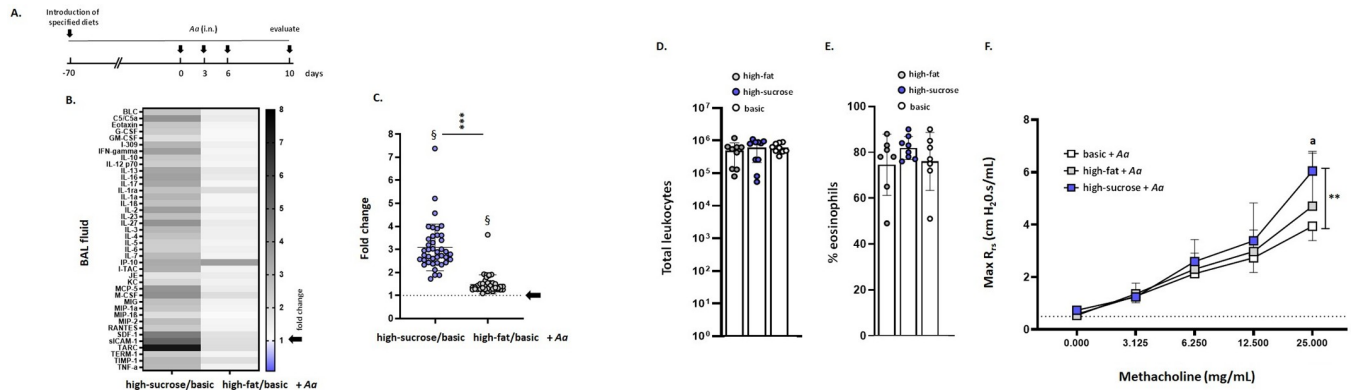 A.
Introduction of
specified diets
Aa (i.n.)
evaluate
-70
0
3
6
10
days
B.
BAL fluid
BLC
C5/C5a
Eotaxin
G-CSF
GM-CSF
I-309
IFN-gamma
IL-10
IL-12 p70
IL-13
IL-16
IL-17
IL-1ra
IL-1ß
IL-2
IL-23
IL-27
IL-3
IL-4
IL-5
IL-6
IL-7
IP-10
I-TAC
JE
KC
MCP-5
M-CSF
MIG
MIP-1a
MIP-1ß
MIP-2
RANTES
SDF-1
sICAM-1
TARC
TERM-1
TIMP-1
TNF-a
high-sucrose/basic
high-fat/basic
+ Aa
8
7
6
5
4
3
2
1
fold change
C.
Fold change
8
7
6
5
4
3
2
1
0
§
***
§
high-sucrose/basic
high-fat/basic
+ Aa
D.
high-fat
high-sucrose
basic
Total leukocytes
10⁷
10⁶
10⁵
10⁴
10³
10²
10¹
10⁰
E.
high-fat
high-sucrose
basic
% eosinophils
100
80
60
40
20
0
F.
Max Rrs (cm H20.s/mL)
8
6
4
2
0
basic + Aa
high-fat + Aa
high-sucrose + Aa
a
**
0.000
3.125
6.250
12.500
25.000
Methacholine (mg/mL)